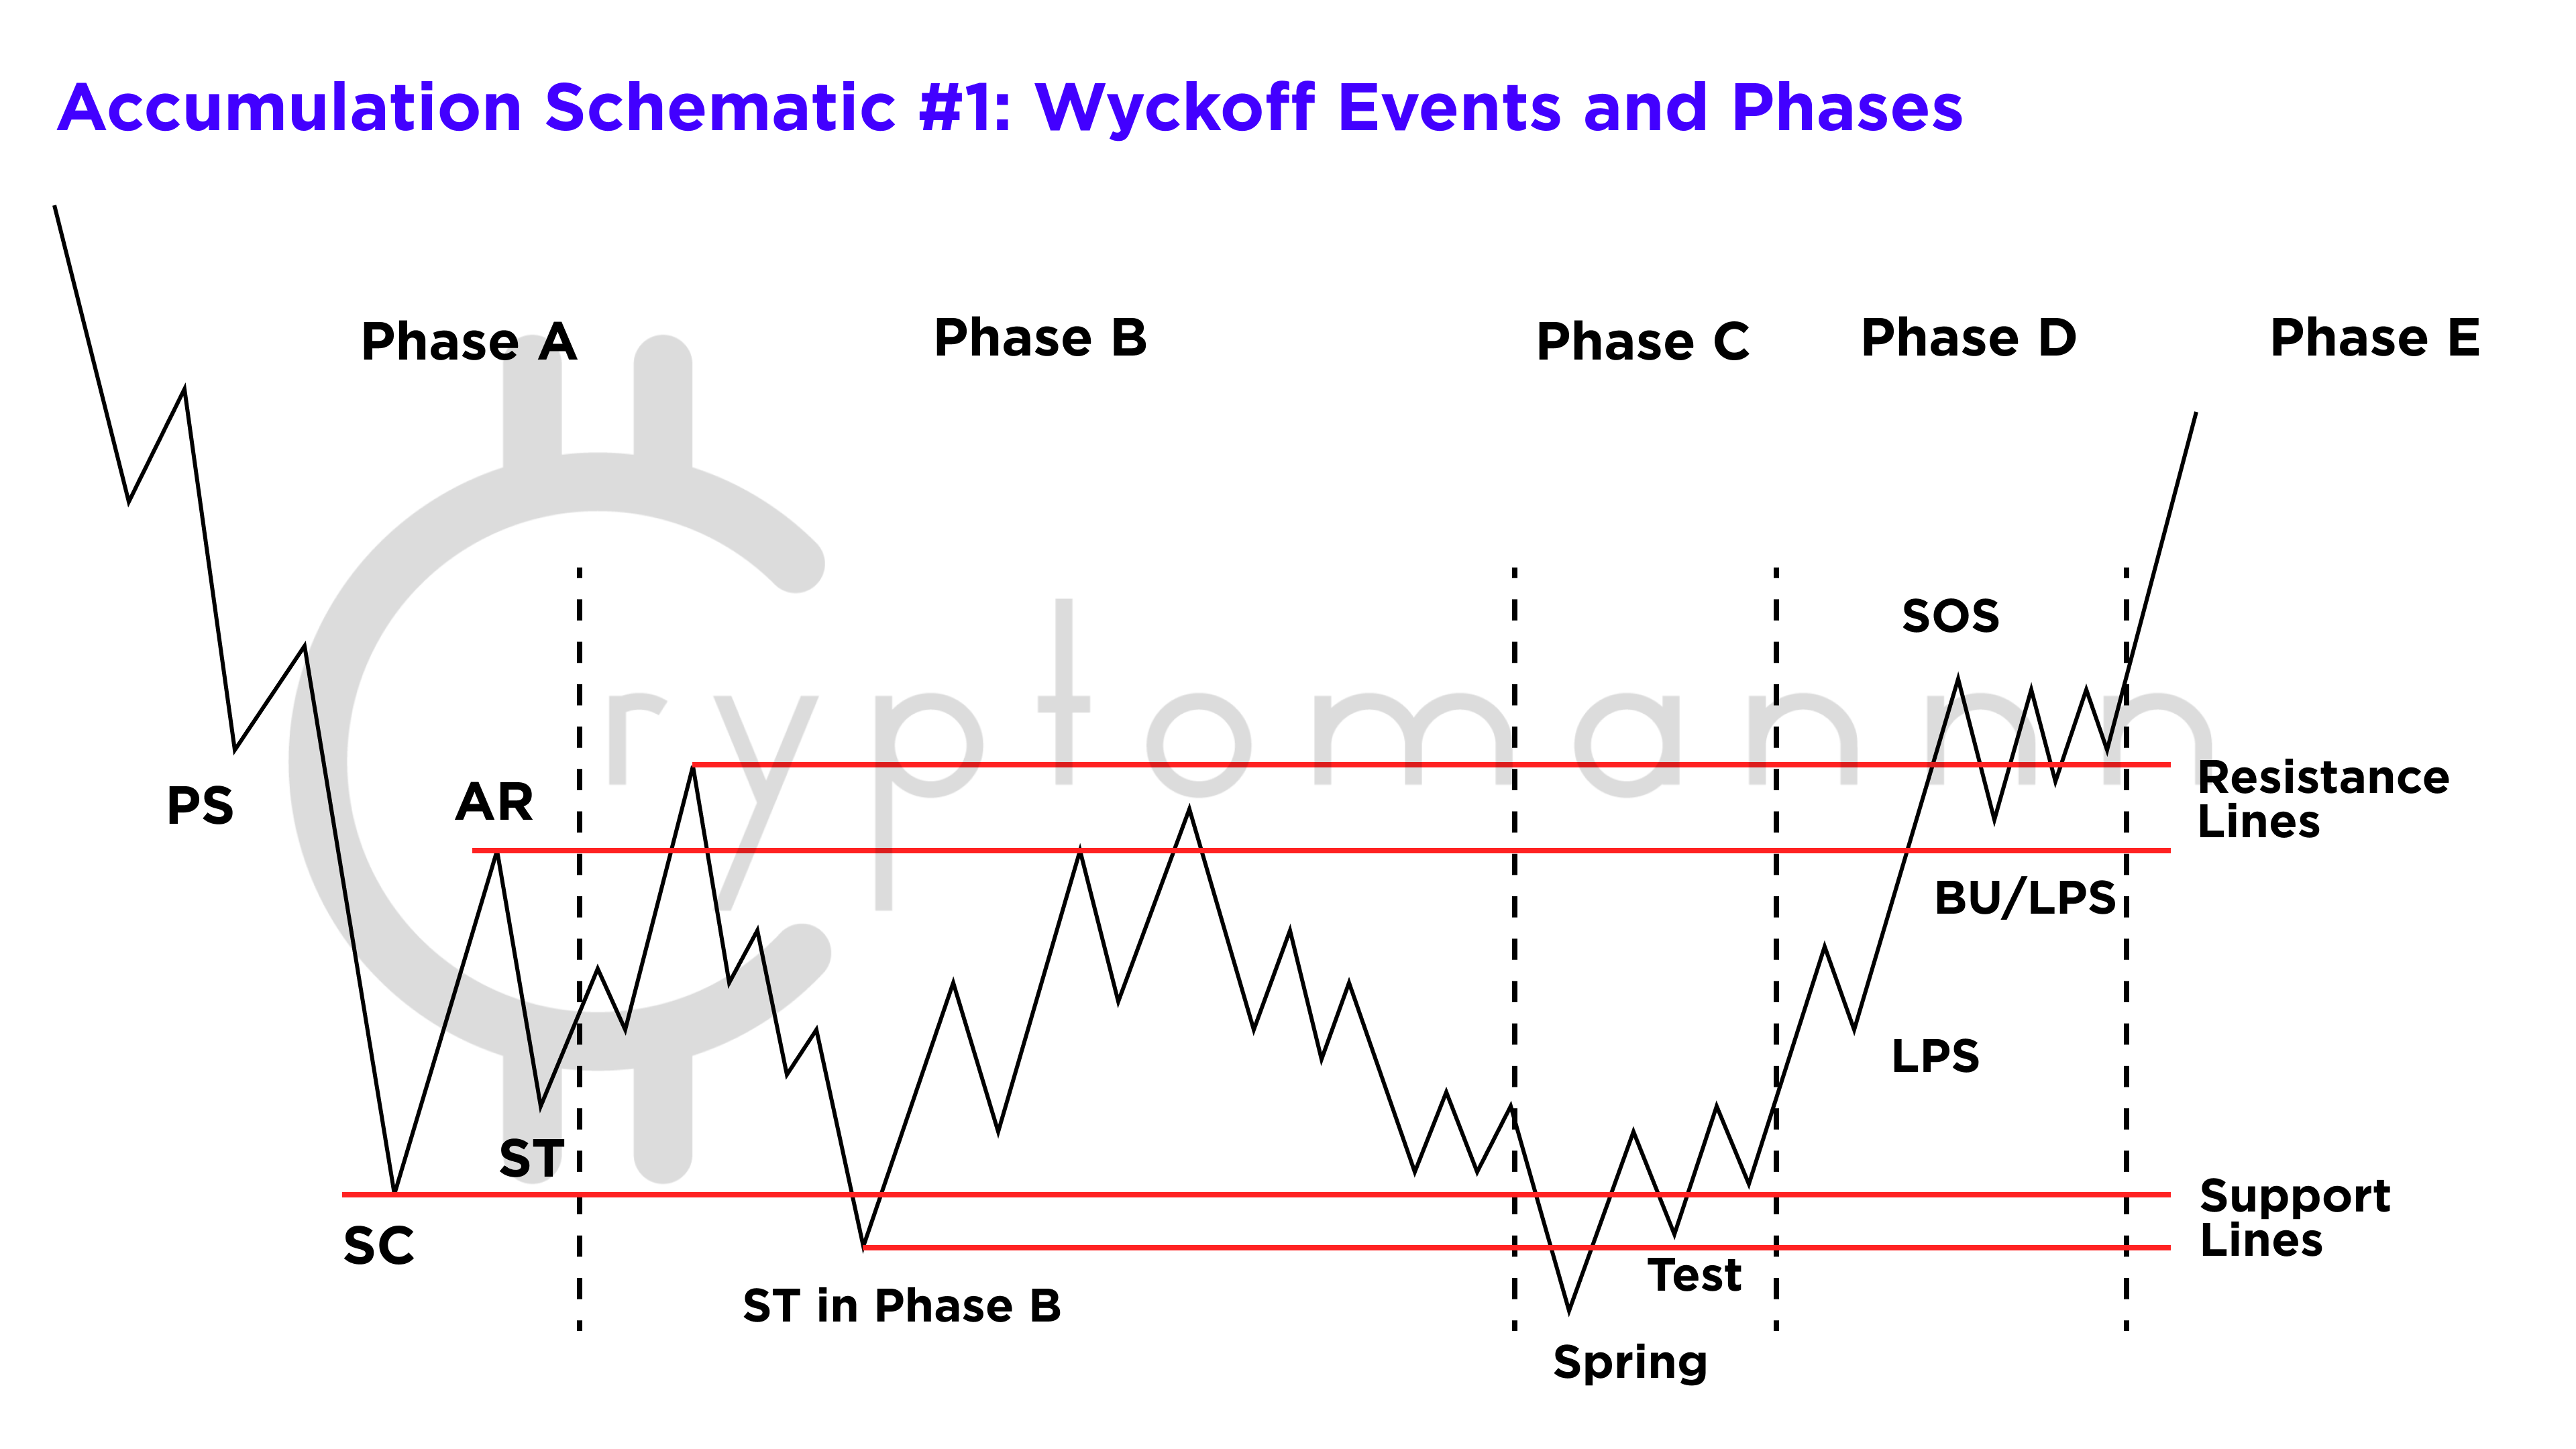 Accumulation Schematic #1: Wyckoff Events and Phases
Phase A
Phase B
Phase C
Phase D
Phase E
Cryptomann
SOS
PS
AR
Resistance
Lines
BU/LPS
LPS
ST
SC
Support
Lines
Test
ST in Phase B
Spring